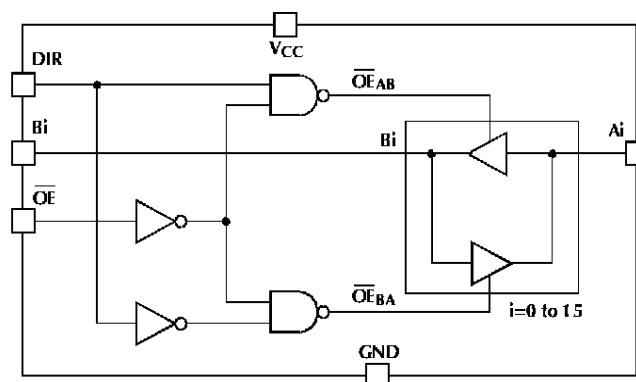 VCC
DIR
OEAB
Bi
Bi
Ai
OE
OEBA
i=0 to 15
GND